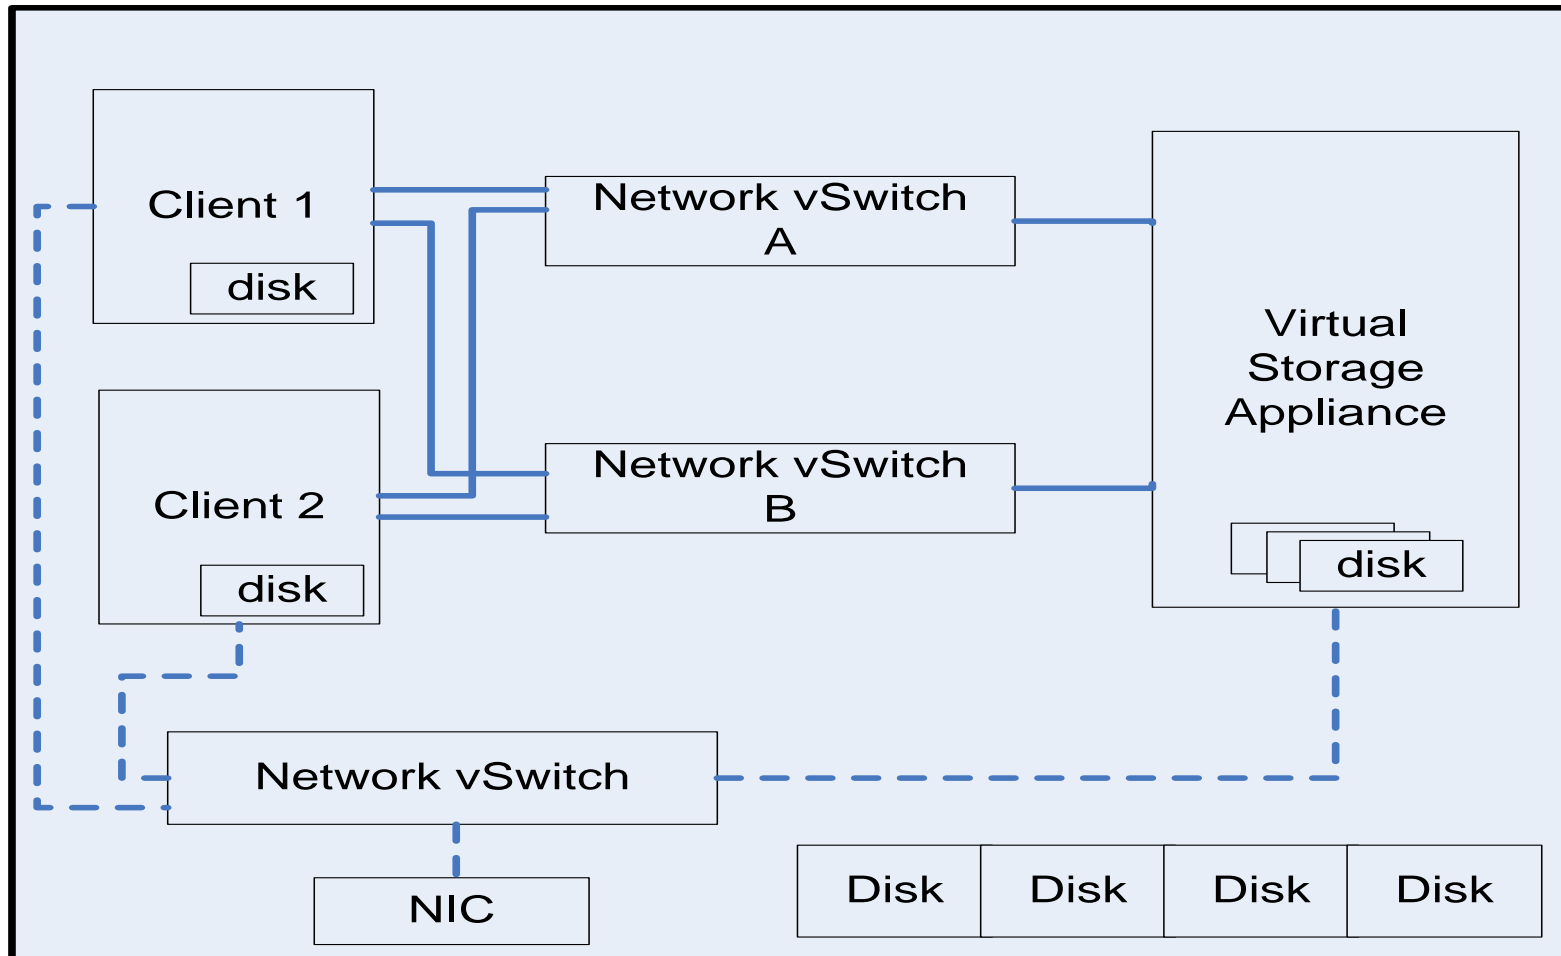 Client 1
disk
Network vSwitch
A
Virtual
Storage
Appliance
Client 2
disk
Network vSwitch
B
disk
Network vSwitch
NIC
Disk
Disk
Disk
Disk